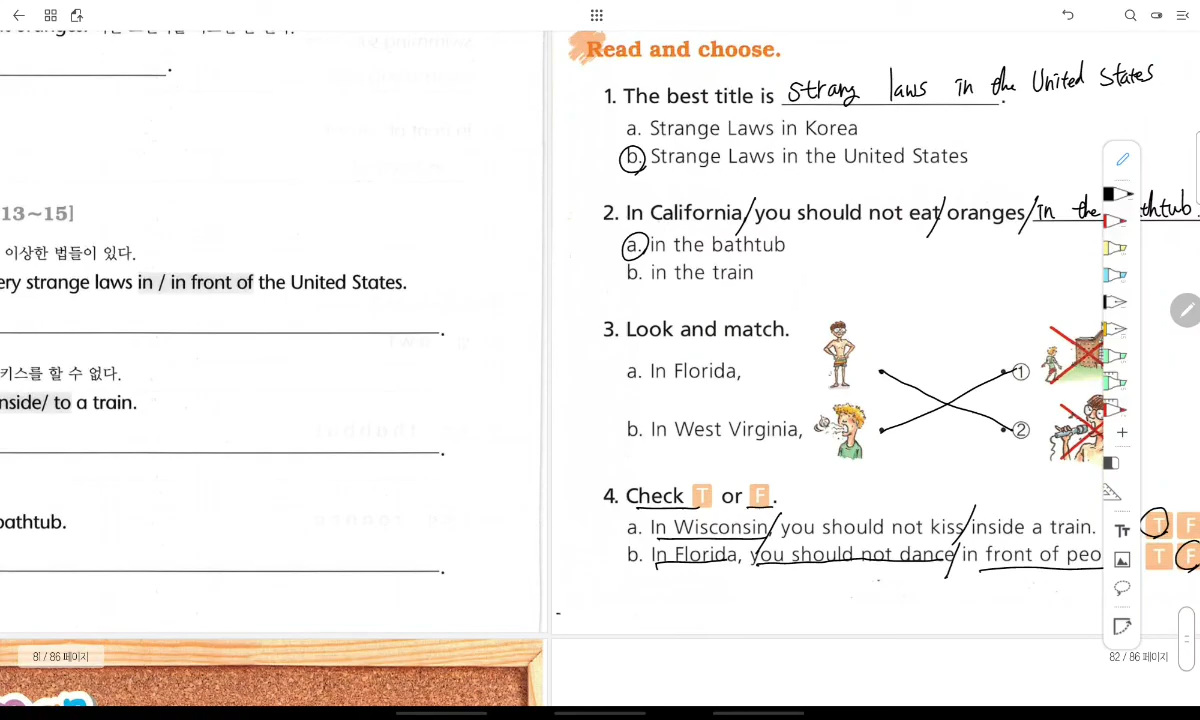 [13~15]
이상한 법들이 있다.
ery strange laws in / in front of the United States.
키스를 할 수 없다.
nside/ to a train.
bathtub.
81 / 86 페이지
Read and choose.
1. The best title is strang laws in the United States.
a. Strange Laws in Korea
b. Strange Laws in the United States
2. In California, you should not eat oranges in the thtub.
a. in the bathtub
b. in the train
3. Look and match.
a. In Florida,
①
b. In West Virginia,
②
4. Check T or F.
a. In Wisconsin, you should not kiss inside a train. T F
b. In Florida, you should not dance in front of peo T F
Tт
82 / 86 페이지